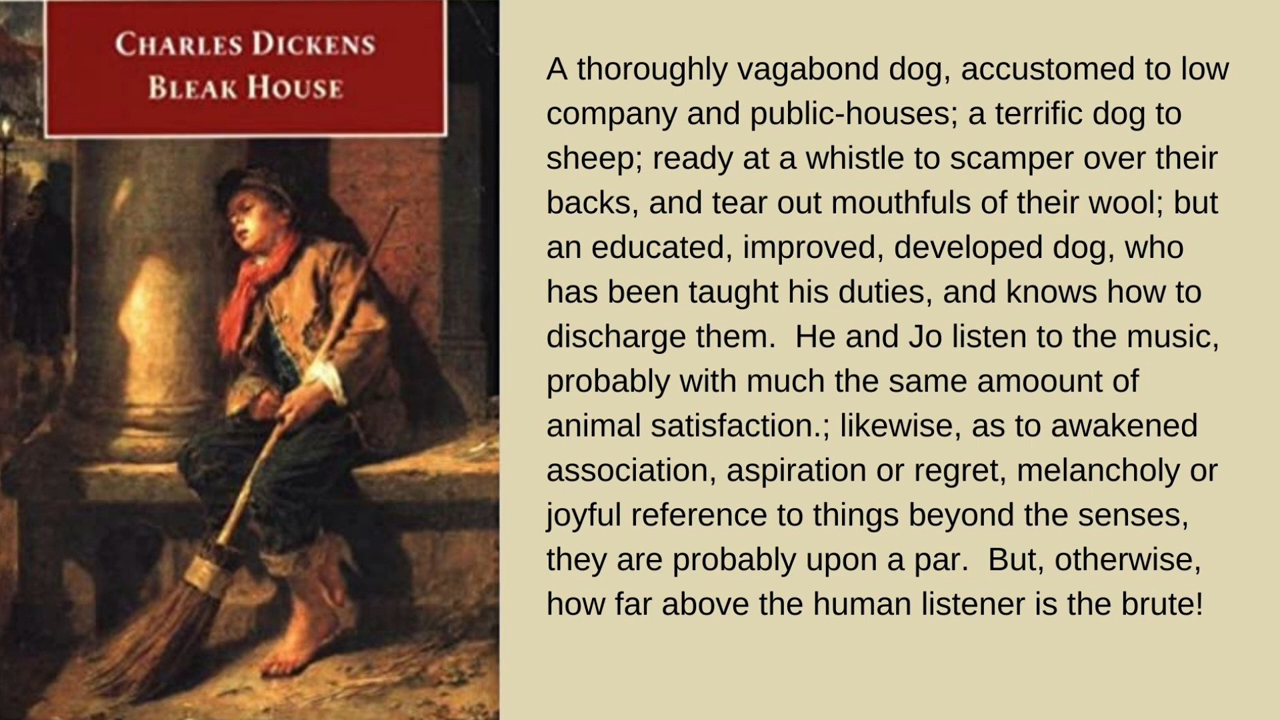 CHARLES DICKENS
BLEAK HOUSE
A thoroughly vagabond dog, accustomed to low
company and public-houses; a terrific dog to
sheep; ready at a whistle to scamper over their
backs, and tear out mouthfuls of their wool; but
an educated, improved, developed dog, who
has been taught his duties, and knows how to
discharge them.  He and Jo listen to the music,
probably with much the same amoount of
animal satisfaction.; likewise, as to awakened
association, aspiration or regret, melancholy or
joyful reference to things beyond the senses,
they are probably upon a par.  But, otherwise,
how far above the human listener is the brute!